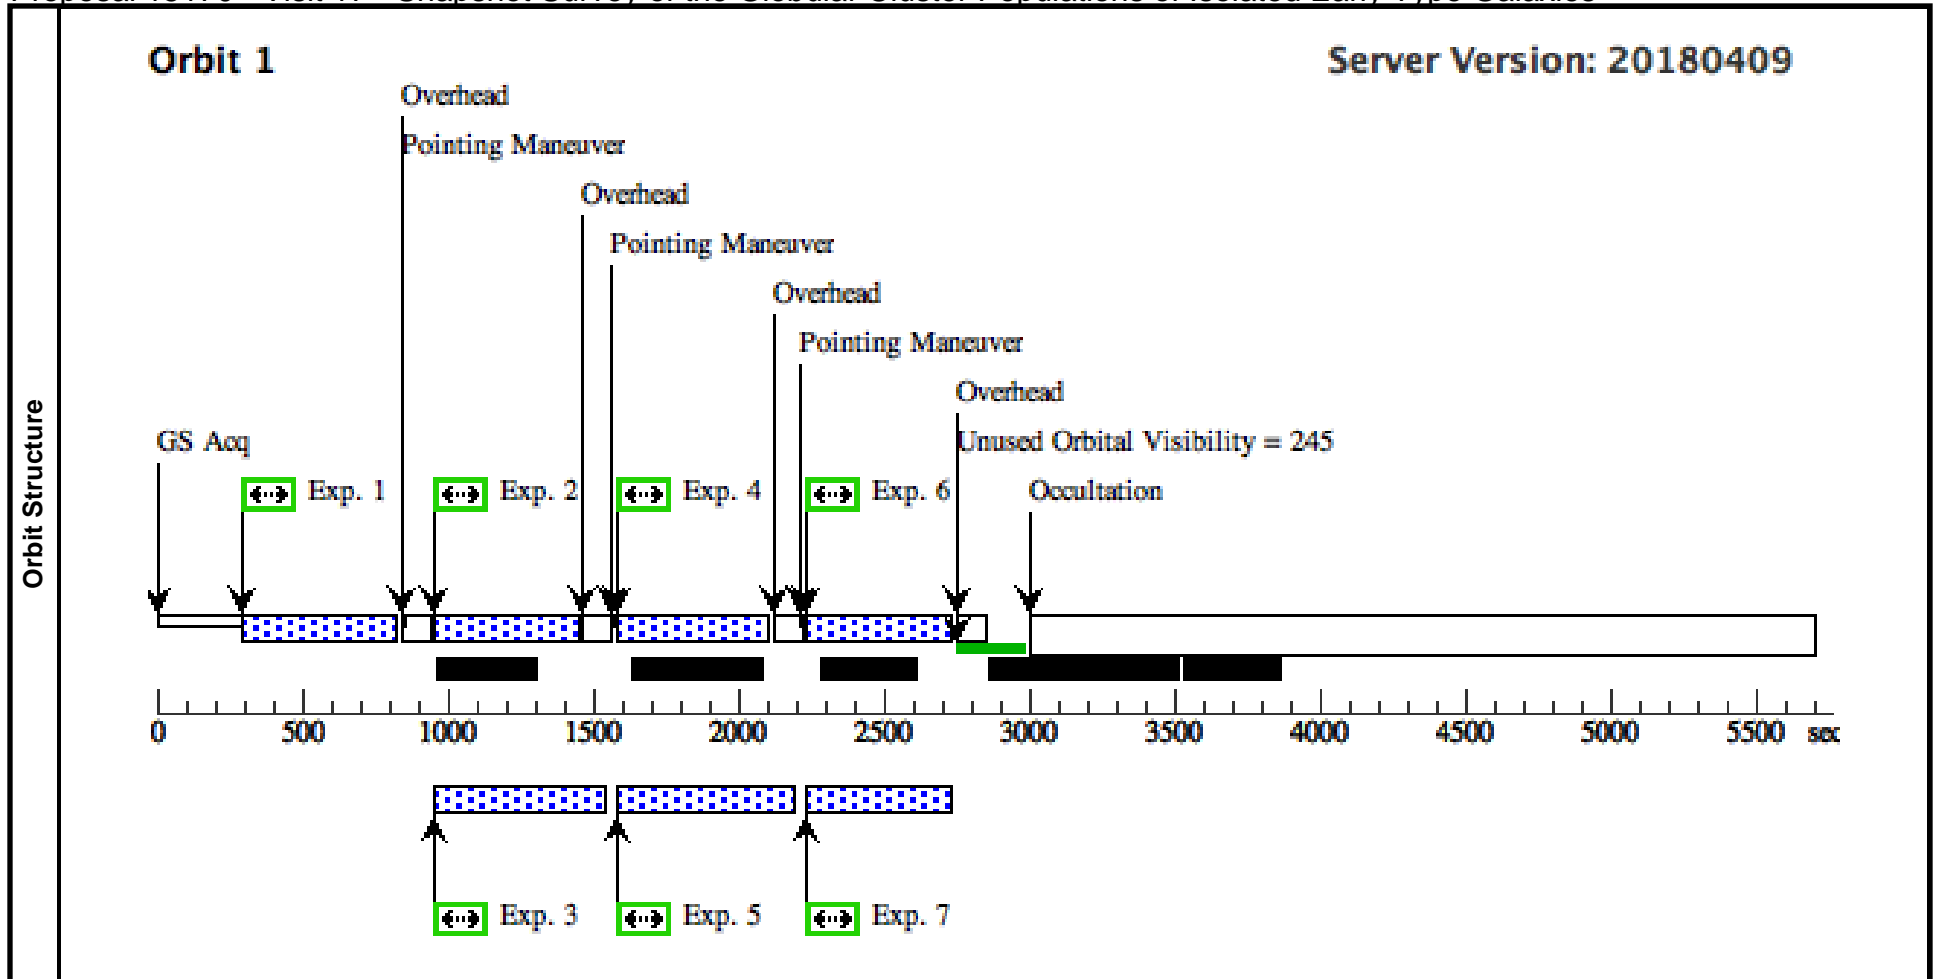 Orbit 1
Server Version: 20180409
Overhead
Pointing Maneuver
Overhead
Pointing Maneuver
Overhead
Pointing Maneuver
Overhead
GS Acq
Unused Orbital Visibility = 245
Exp. 1
Exp. 2
Exp. 4
Exp. 6
Occultation
Orbit Structure
0 500 1000 1500 2000 2500 3000 3500 4000 4500 5000 5500 sec
Exp. 3
Exp. 5
Exp. 7